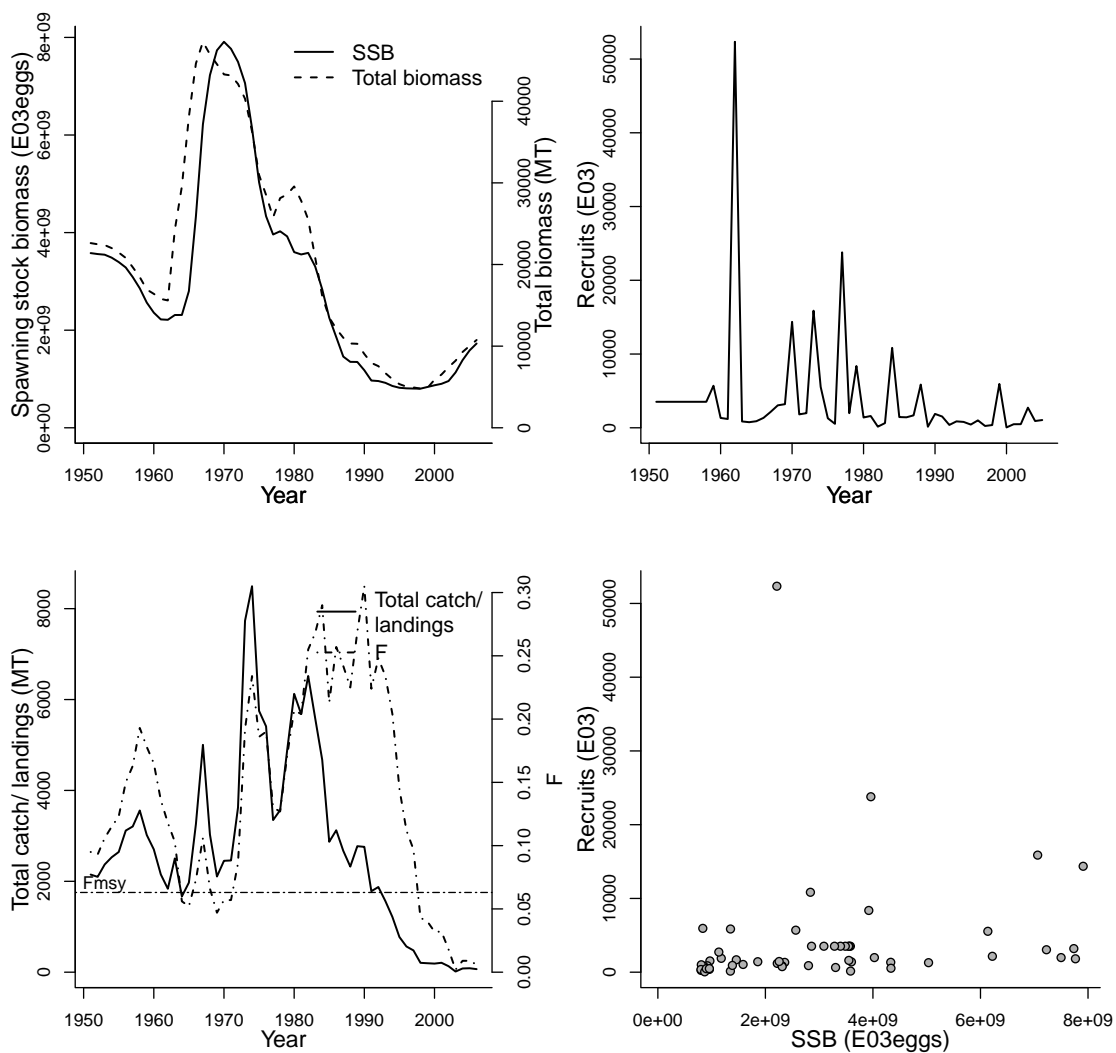 Spawning stock biomass (E03eggs)
0e+00 2e+09 4e+09 6e+09 8e+09
SSB
Total biomass
Total biomass (MT)
0 10000 20000 30000 40000
1950 1960 1970 1980 1990 2000
Year
Recruits (E03)
0 10000 20000 30000 40000 50000
1950 1960 1970 1980 1990 2000
Year
Total catch/ landings (MT)
0 2000 4000 6000 8000
Total catch/
landings
F
Fmsy
F
0.00 0.05 0.10 0.15 0.20 0.25 0.30
1950 1960 1970 1980 1990 2000
Year
Recruits (E03)
0 10000 20000 30000 40000 50000
0e+00 2e+09 4e+09 6e+09 8e+09
SSB (E03eggs)